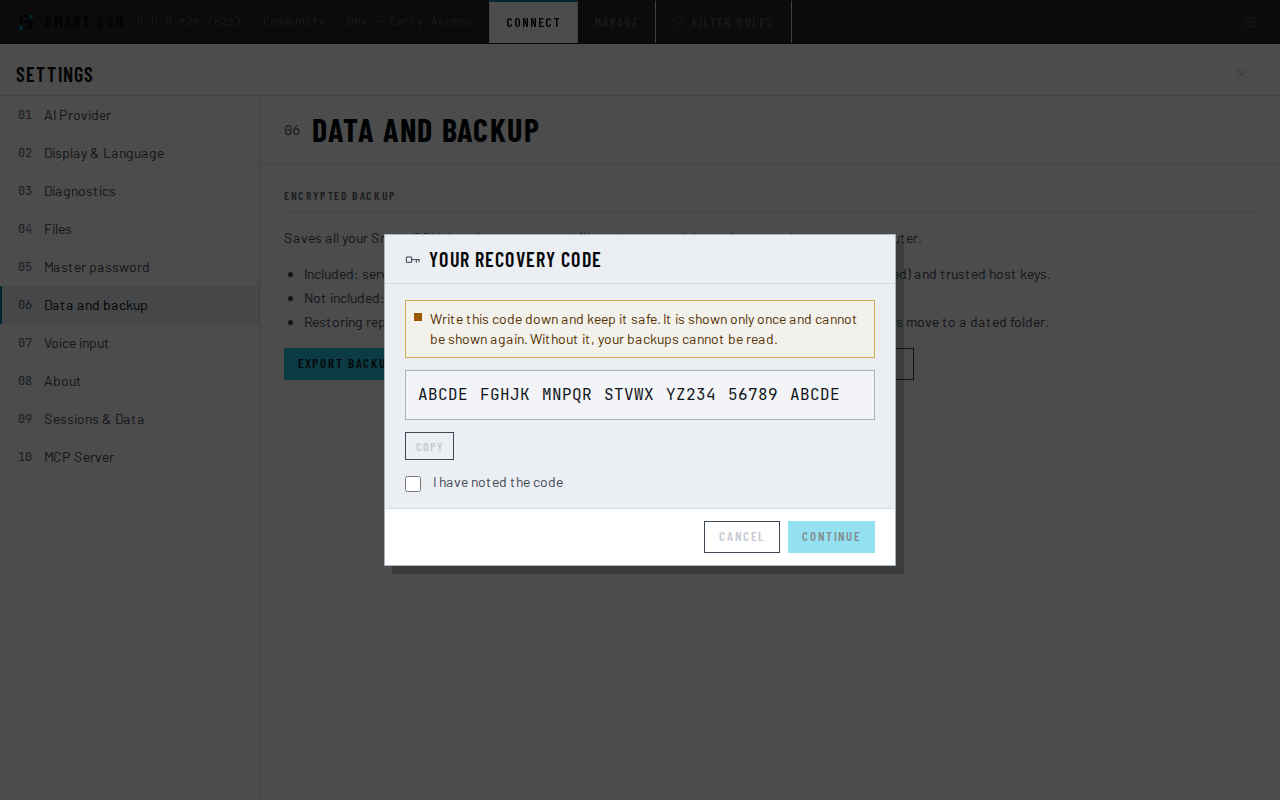 SMART SSH 0.0.0-e2e (e2e) · Community | Dev — Early Access CONNECT MANAGE FILTER RULES
SETTINGS
01 AI Provider
02 Display & Language
03 Diagnostics
04 Files
05 Master password
06 Data and backup
07 Voice input
08 About
09 Sessions & Data
10 MCP Server
06 DATA AND BACKUP
ENCRYPTED BACKUP
Saves all your
Included:
Not included:
Restoring
ed) and trusted host keys.
s move to a dated folder.
EXPORT
YOUR RECOVERY CODE
Write this code down and keep it safe. It is shown only once and cannot
be shown again. Without it, your backups cannot be read.
ABCDE FGHJK MNPQR STVWX YZ234 56789 ABCDE
COPY
I have noted the code
CANCEL CONTINUE